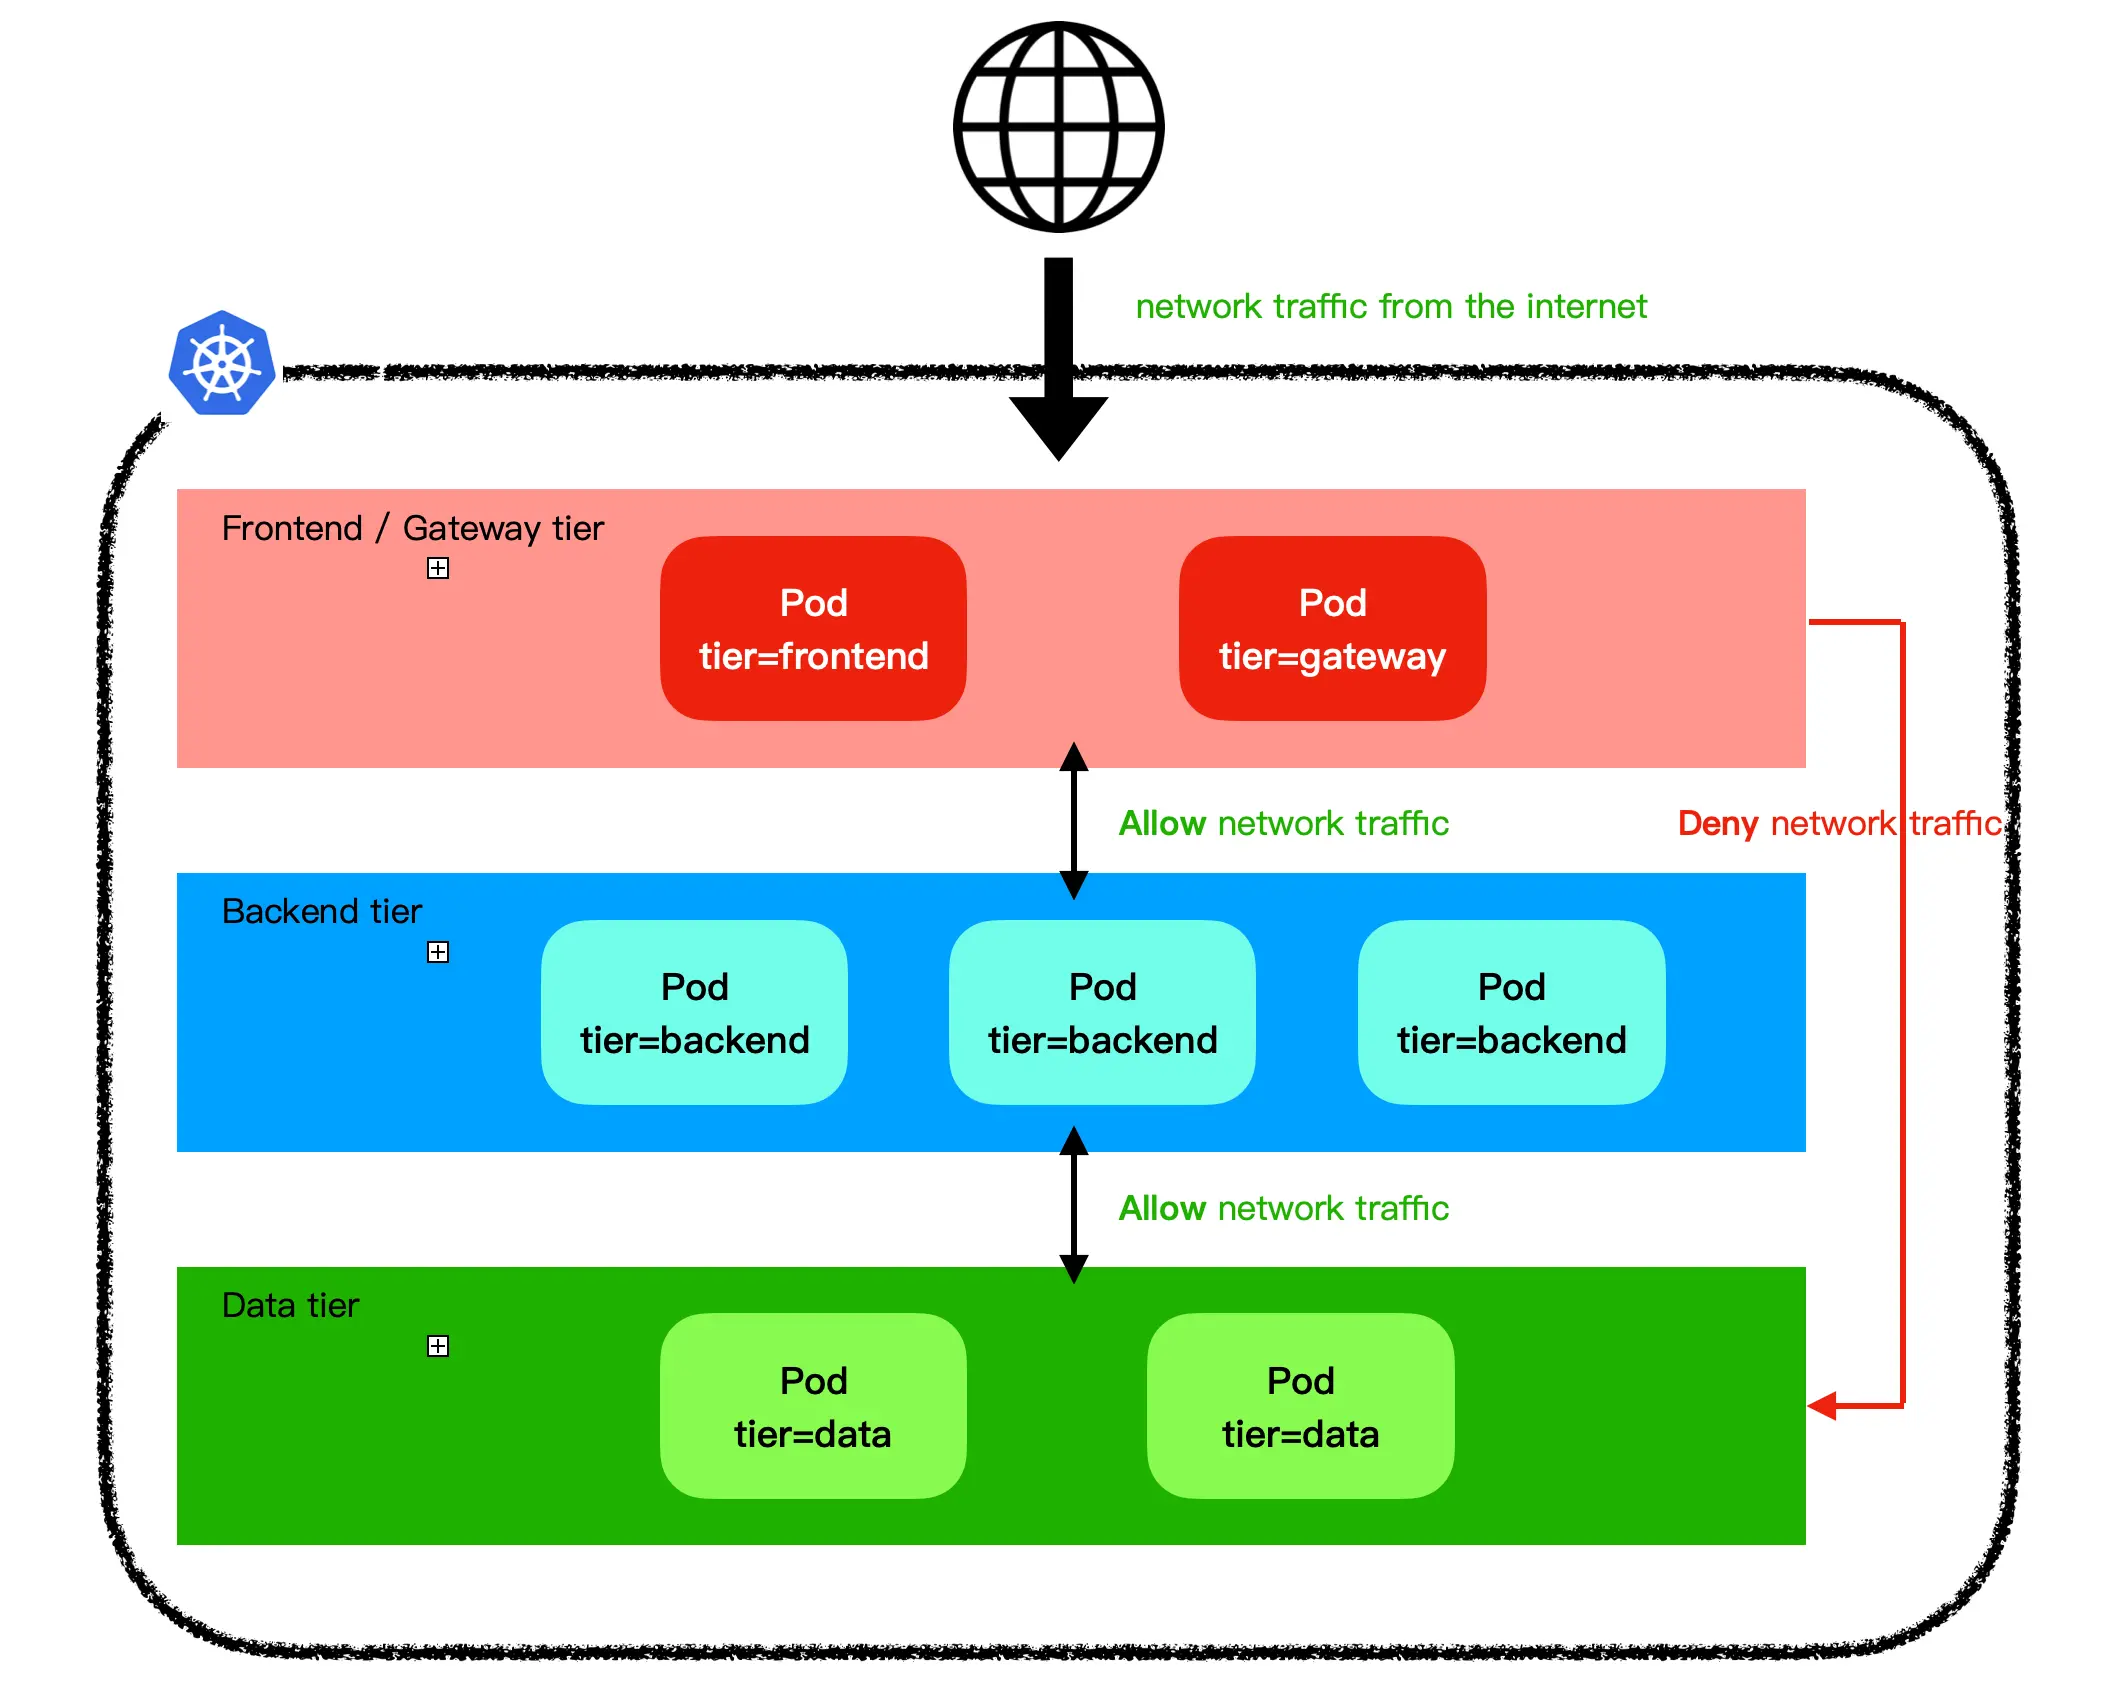 network traffic from the internet
Frontend / Gateway tier
Pod
tier=frontend
Pod
tier=gateway
Allow network traffic
Deny network traffic
Backend tier
Pod
tier=backend
Pod
tier=backend
Pod
tier=backend
Allow network traffic
Data tier
Pod
tier=data
Pod
tier=data